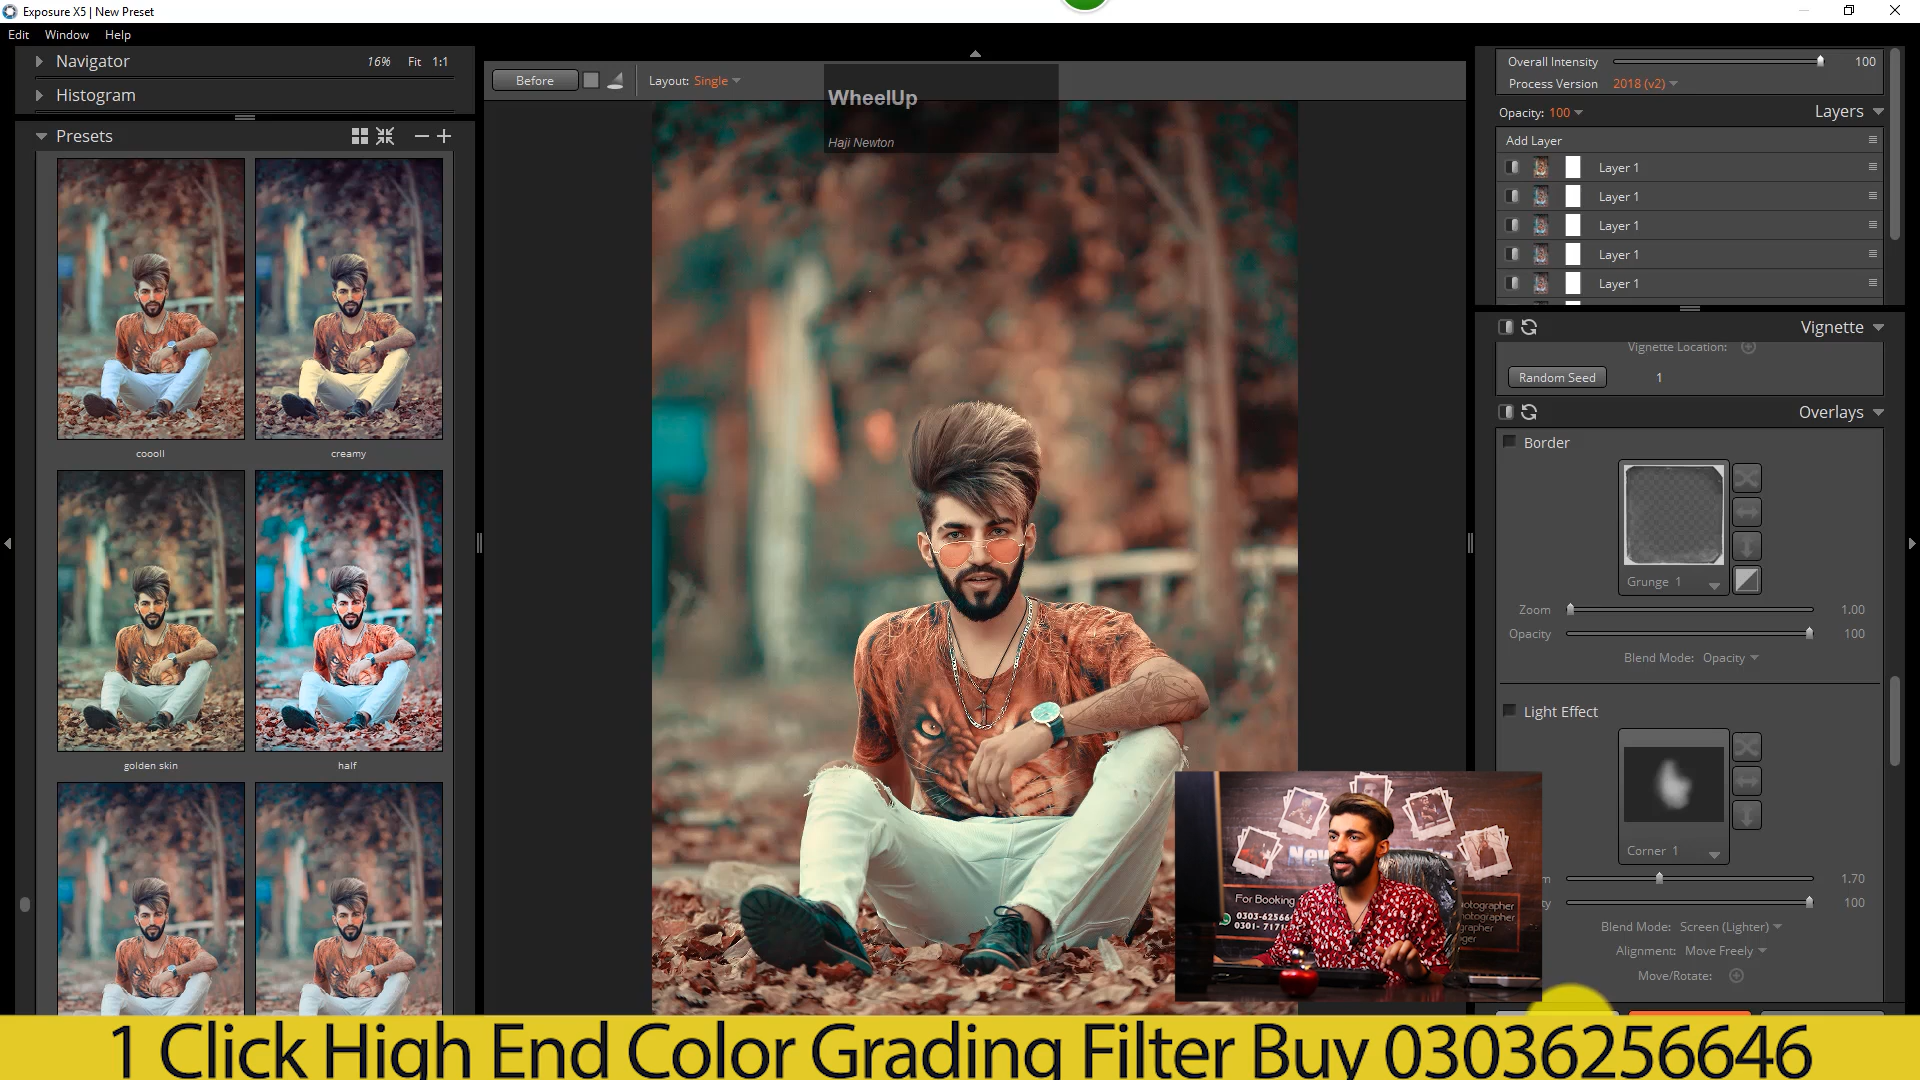 Exposure X5 | New Preset
Edit Window Help
Navigator 16% Fit 1:1
Histogram
Presets
coooll
creamy
golden skin
half
Before Layout: Single
WheelUp
Haji Newton
Overall Intensity 100
Process Version 2018 (v2)
Opacity: 100 Layers
Add Layer
Layer 1
Layer 1
Layer 1
Layer 1
Layer 1
Vignette
Vignette Location:
Random Seed 1
Overlays
Border
Grunge 1
Zoom 1.00
Opacity 100
Blend Mode: Opacity
Light Effect
Corner 1
1.70
100
Blend Mode: Screen (Lighter)
Alignment: Move Freely
Move/Rotate:
For Booking
1 Click High End Color Grading Filter Buy 03036256646